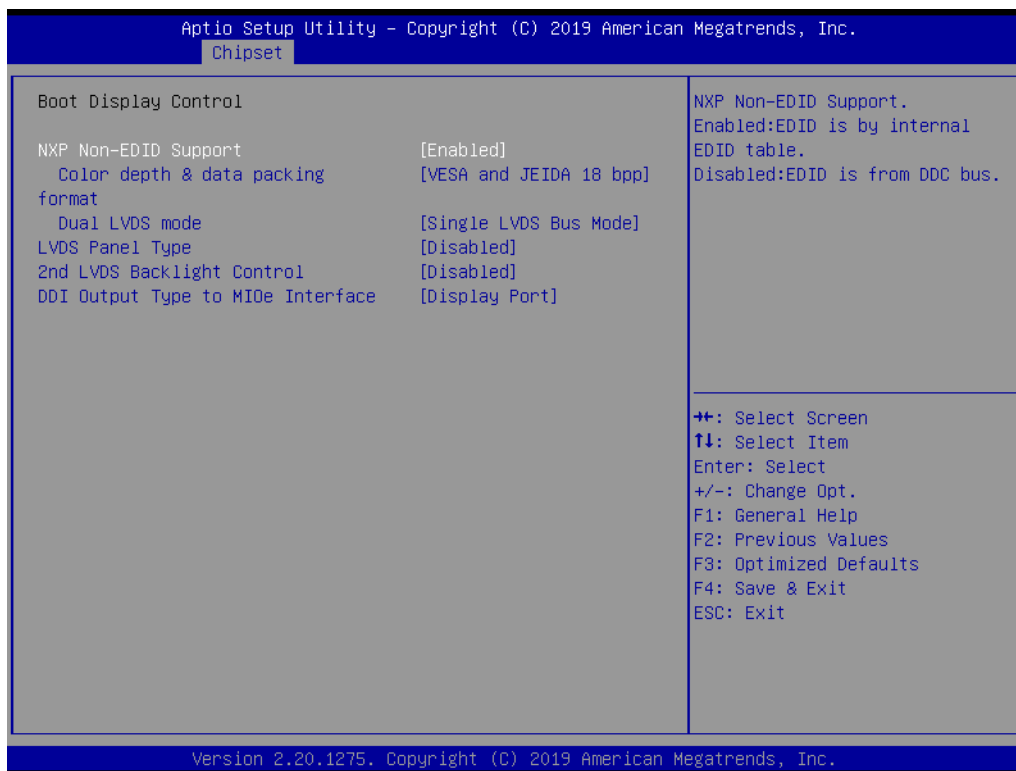 Aptio Setup Utility – Copyright (C) 2019 American Megatrends, Inc.
Chipset
Boot Display Control
NXP Non-EDID Support [Enabled]
Color depth & data packing [VESA and JEIDA 18 bpp]
format
Dual LVDS mode [Single LVDS Bus Mode]
LVDS Panel Type [Disabled]
2nd LVDS Backlight Control [Disabled]
DDI Output Type to MIOe Interface [Display Port]
NXP Non-EDID Support.
Enabled:EDID is by internal
EDID table.
Disabled:EDID is from DDC bus.
→←: Select Screen
↑↓: Select Item
Enter: Select
+/-: Change Opt.
F1: General Help
F2: Previous Values
F3: Optimized Defaults
F4: Save & Exit
ESC: Exit
Version 2.20.1275. Copyright (C) 2019 American Megatrends, Inc.